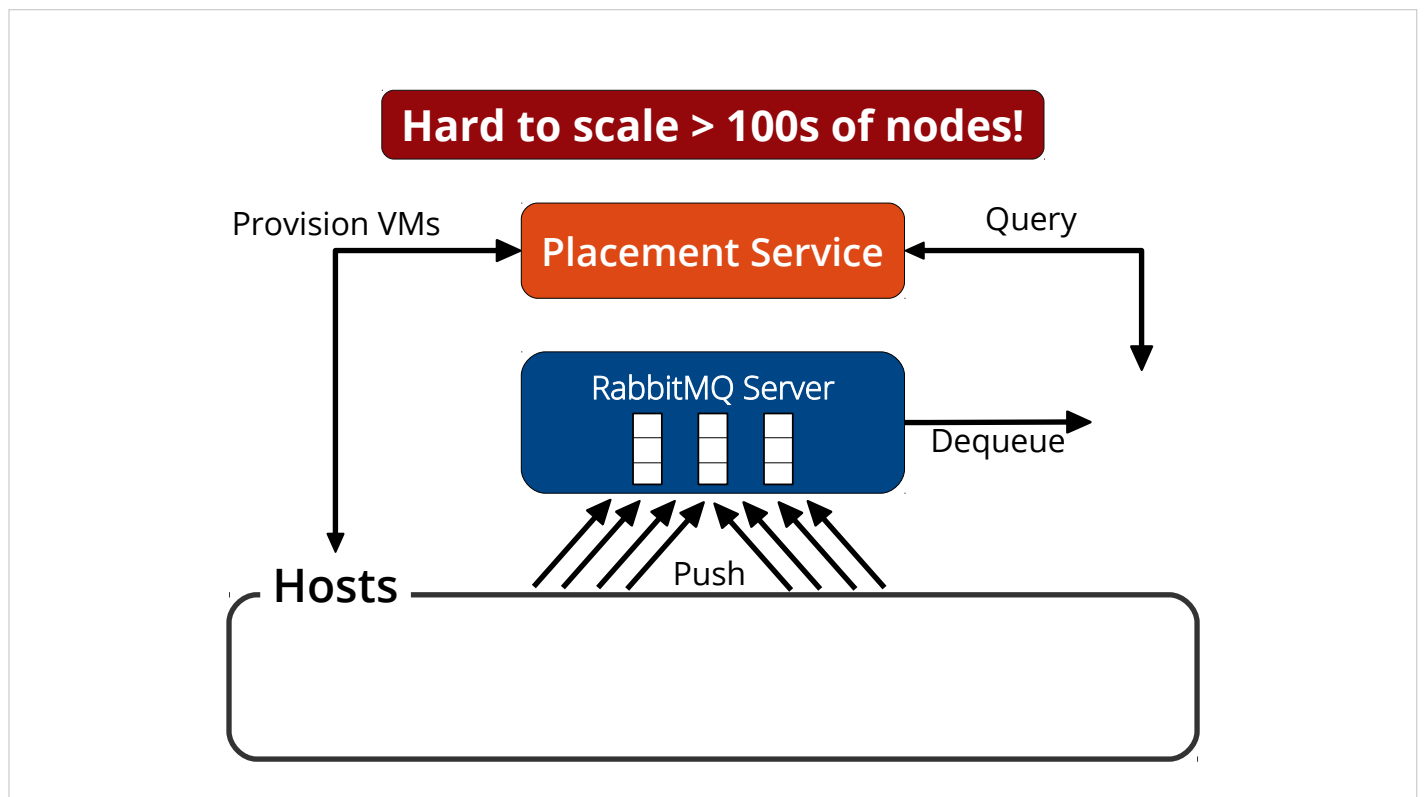 Hard to scale > 100s of nodes!
Provision VMs
Query
Placement Service
RabbitMQ Server
Dequeue
Push
Hosts